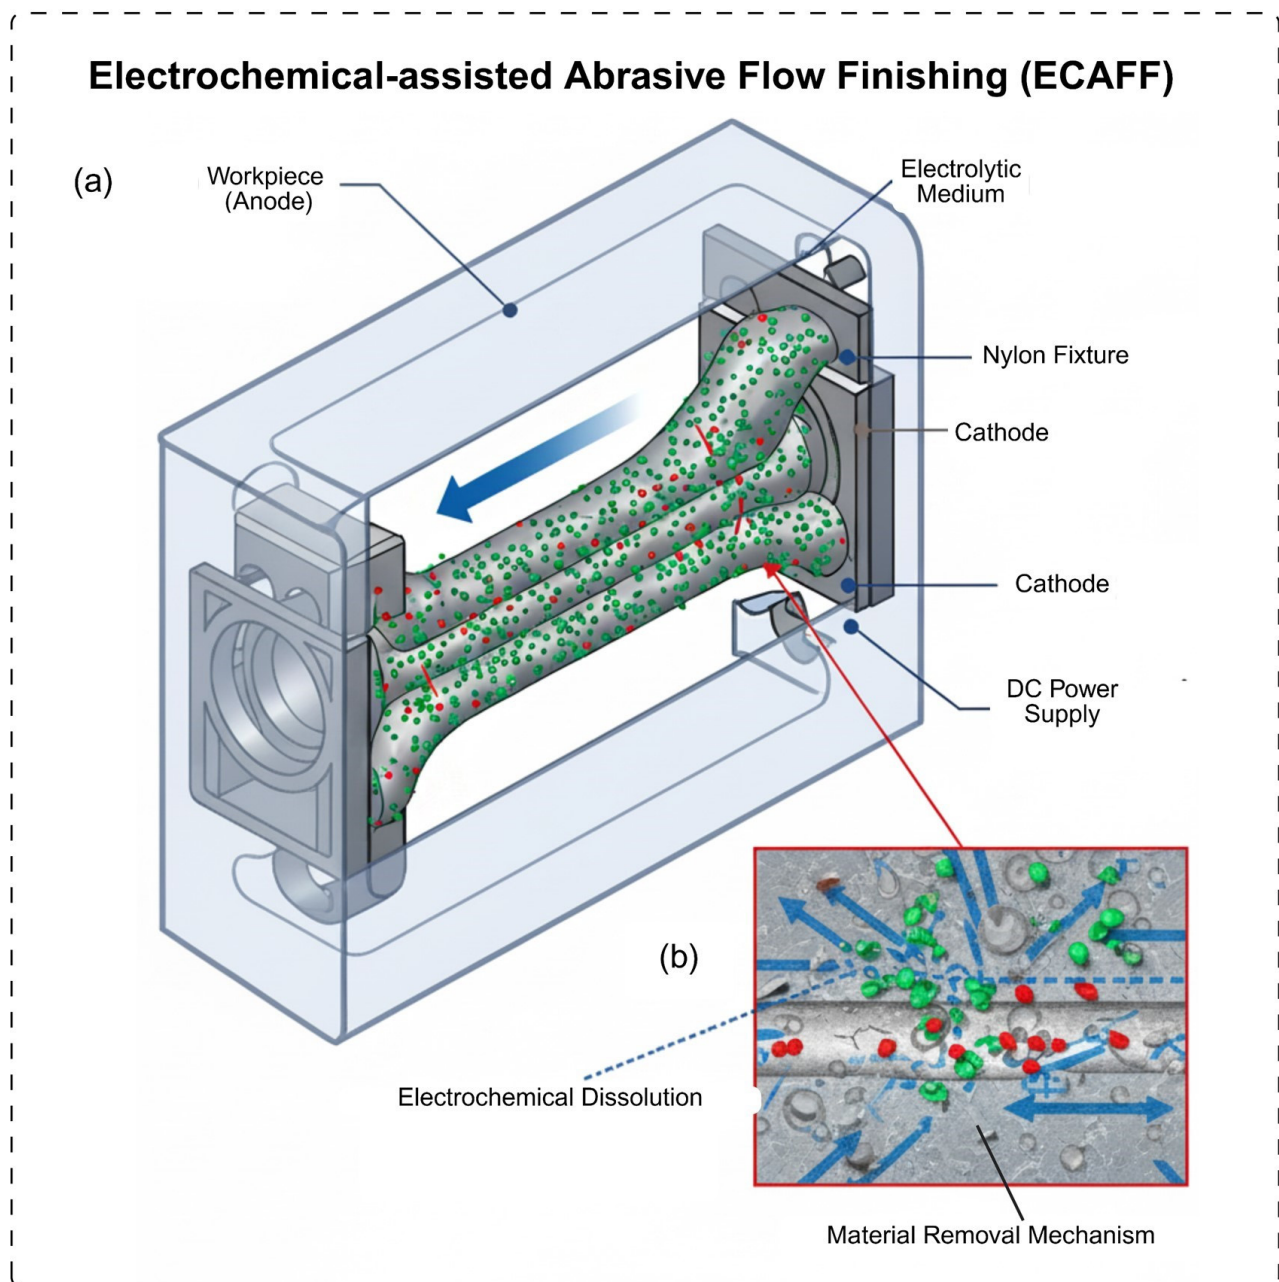 Electrochemical-assisted Abrasive Flow Finishing (ECAFF)
(a)
Workpiece
(Anode)
Electrolytic
Medium
Nylon Fixture
Cathode
Cathode
DC Power
Supply
(b)
Electrochemical Dissolution
Material Removal Mechanism